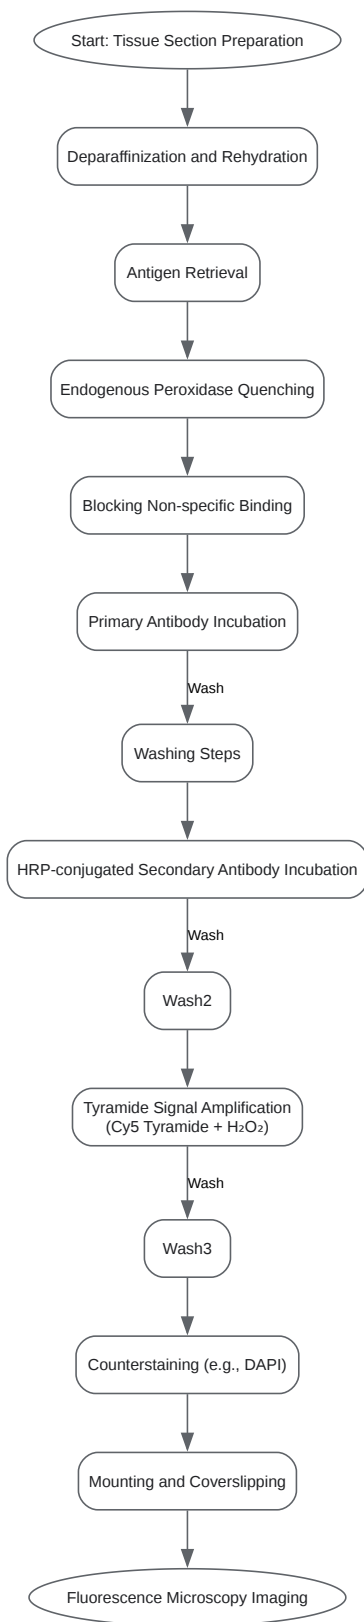 Start: Tissue Section Preparation
Deparaffinization and Rehydration
Antigen Retrieval
Endogenous Peroxidase Quenching
Blocking Non-specific Binding
Primary Antibody Incubation
Wash
Washing Steps
HRP-conjugated Secondary Antibody Incubation
Wash
Wash2
Tyramide Signal Amplification
(Cy5 Tyramide + H₂O₂)
Wash
Wash3
Counterstaining (e.g., DAPI)
Mounting and Coverslipping
Fluorescence Microscopy Imaging